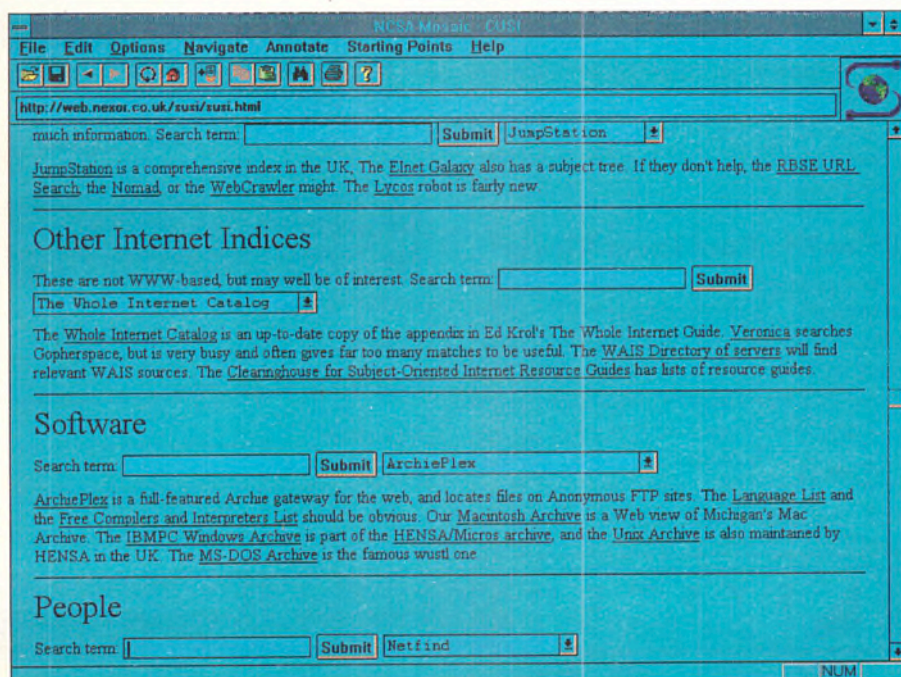 NCSA Mosaic - CUSI
File Edit Options Navigate Annotate Starting Points Help
http://web.nexor.co.uk/susi/susi.html
much information. Search term: Submit JumpStation
JumpStation is a comprehensive index in the UK, The EInet Galaxy also has a subject tree. If they don't help, the RBSE URL
Search, the Nomad, or the WebCrawler might. The Lycos robot is fairly new.
Other Internet Indices
These are not WWW-based, but may well be of interest. Search term: Submit
The Whole Internet Catalog
The Whole Internet Catalog is an up-to-date copy of the appendix in Ed Krol's The Whole Internet Guide. Veronica searches
Gopherspace, but is very busy and often gives far too many matches to be useful. The WAIS Directory of servers will find
relevant WAIS sources. The Clearinghouse for Subject-Oriented Internet Resource Guides has lists of resource guides.
Software
Search term: Submit ArchiePlex
ArchiePlex is a full-featured Archie gateway for the web, and locates files on Anonymous FTP sites. The Language List and
the Free Compilers and Interpreters List should be obvious. Our Macintosh Archive is a Web view of Michigan's Mac
Archive. The IBMPC Windows Archive is part of the HENSA/Micros archive, and the Unix Archive is also maintained by
HENSA in the UK. The MS-DOS Archive is the famous wustl one.
People
Search term: Submit Netfind
NUM